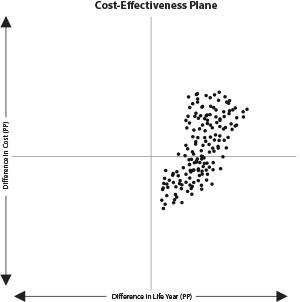 Cost-Effectiveness Plane
Difference in Cost (PP)
Difference in Life Year (PP)